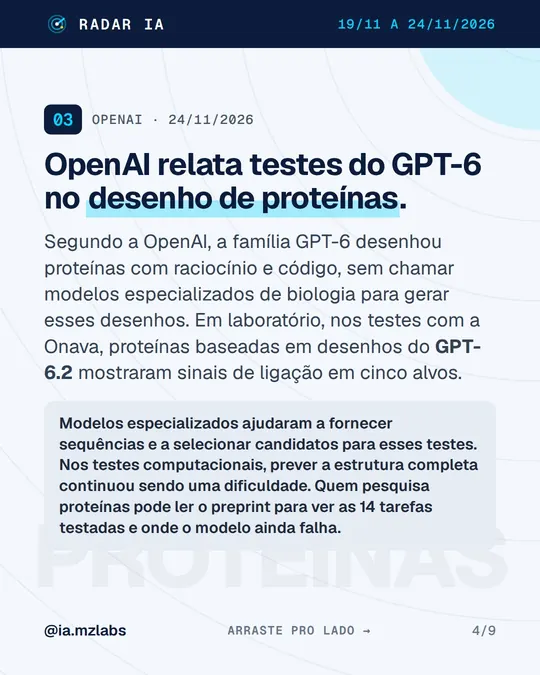 RADAR IA
19/11 A 24/11/2026
03 OPENAI · 24/11/2026
OpenAI relata testes do GPT-6
no desenho de proteínas.
Segundo a OpenAI, a família GPT-6 desenhou
proteínas com raciocínio e código, sem chamar
modelos especializados de biologia para gerar
esses desenhos. Em laboratório, nos testes com a
Onava, proteínas baseadas em desenhos do GPT-
6.2 mostraram sinais de ligação em cinco alvos.
Modelos especializados ajudaram a fornecer
sequências e a selecionar candidatos para esses testes.
Nos testes computacionais, prever a estrutura completa
continuou sendo uma dificuldade. Quem pesquisa
proteínas pode ler o preprint para ver as 14 tarefas
testadas e onde o modelo ainda falha.
PROTEÍNAS
@ia.mzlabs
ARRASTE PRO LADO →
4/9